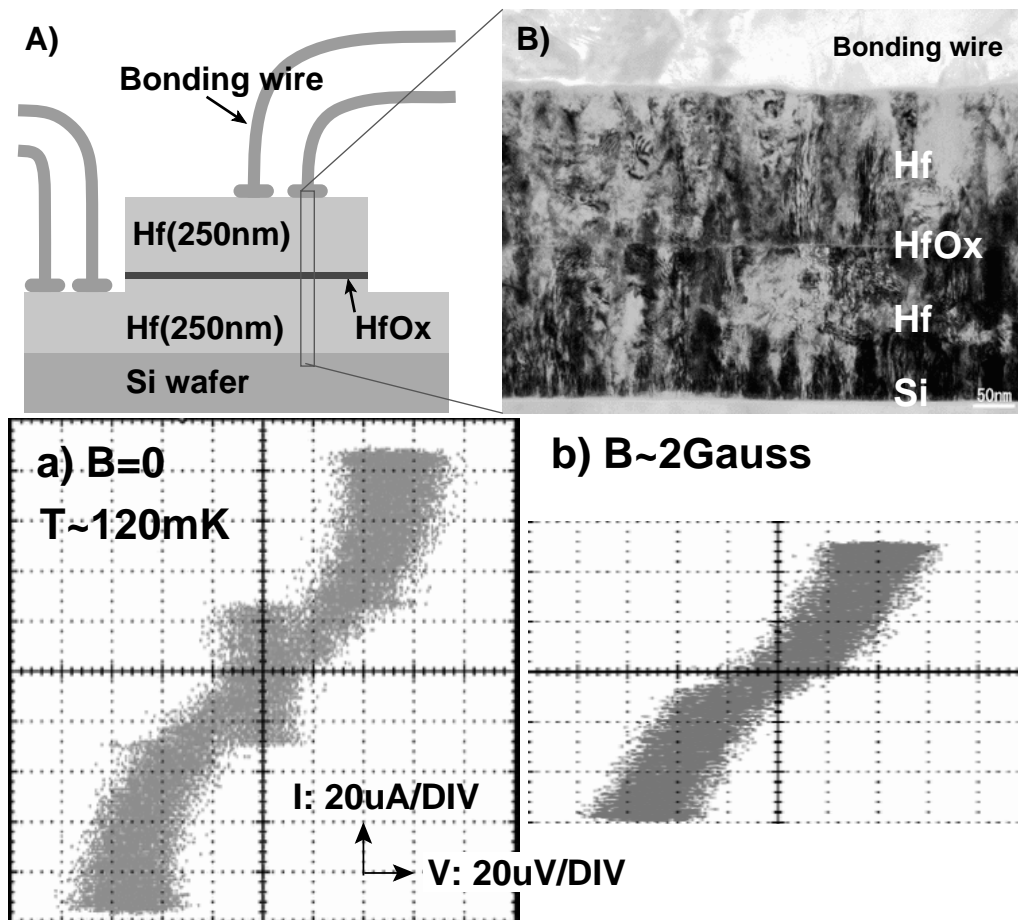 A)
Bonding wire
Hf(250nm)
HfOx
Hf(250nm)
Si wafer
B)
Bonding wire
Hf
HfOx
Hf
Si
50nm
a) B=0
T~120mK
I: 20uA/DIV
V: 20uV/DIV
b) B~2Gauss